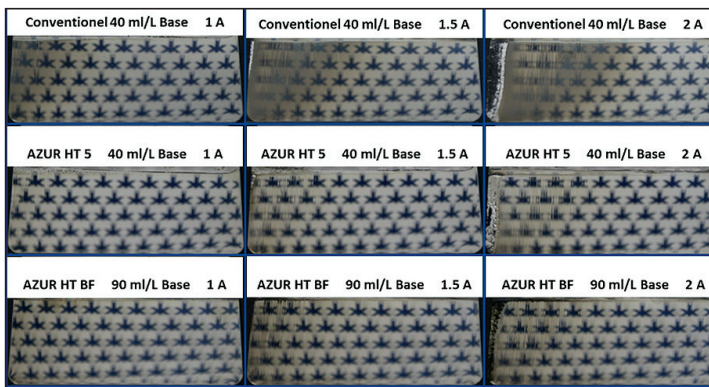 Conventionel 40 ml/L Base 1 A
Conventionel 40 ml/L Base 1.5 A
Conventionel 40 ml/L Base 2 A
AZUR HT 5 40 ml/L Base 1 A
AZUR HT 5 40 ml/L Base 1.5 A
AZUR HT 5 40 ml/L Base 2 A
AZUR HT BF 90 ml/L Base 1 A
AZUR HT BF 90 ml/L Base 1.5 A
AZUR HT BF 90 ml/L Base 2 A